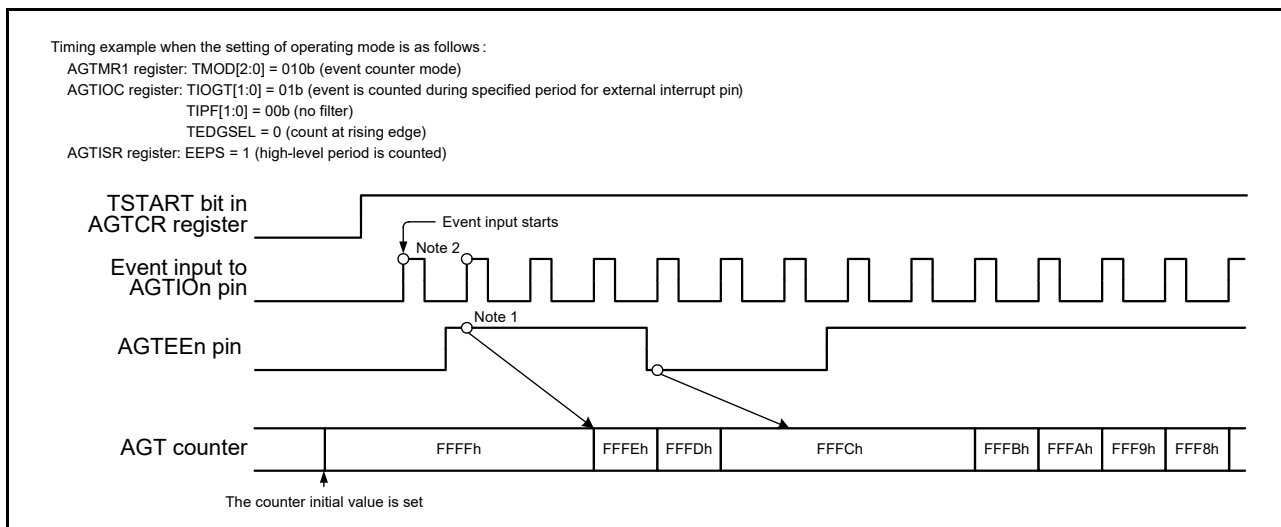 Timing example when the setting of operating mode is as follows :
AGTMR1 register: TMOD[2:0] = 010b (event counter mode)
AGTIOC register: TIOGT[1:0] = 01b (event is counted during specified period for external interrupt pin)
TIPF[1:0] = 00b (no filter)
TEDGSEL = 0 (count at rising edge)
AGTISR register: EEPS = 1 (high-level period is counted)
TSTART bit in
AGTCR register
Event input starts
Event input to
AGTIOn pin
Note 2
Note 1
AGTEEn pin
AGT counter
FFFFh FFFEh FFFDh FFFCh FFFBh FFFAh FFF9h FFF8h
The counter initial value is set